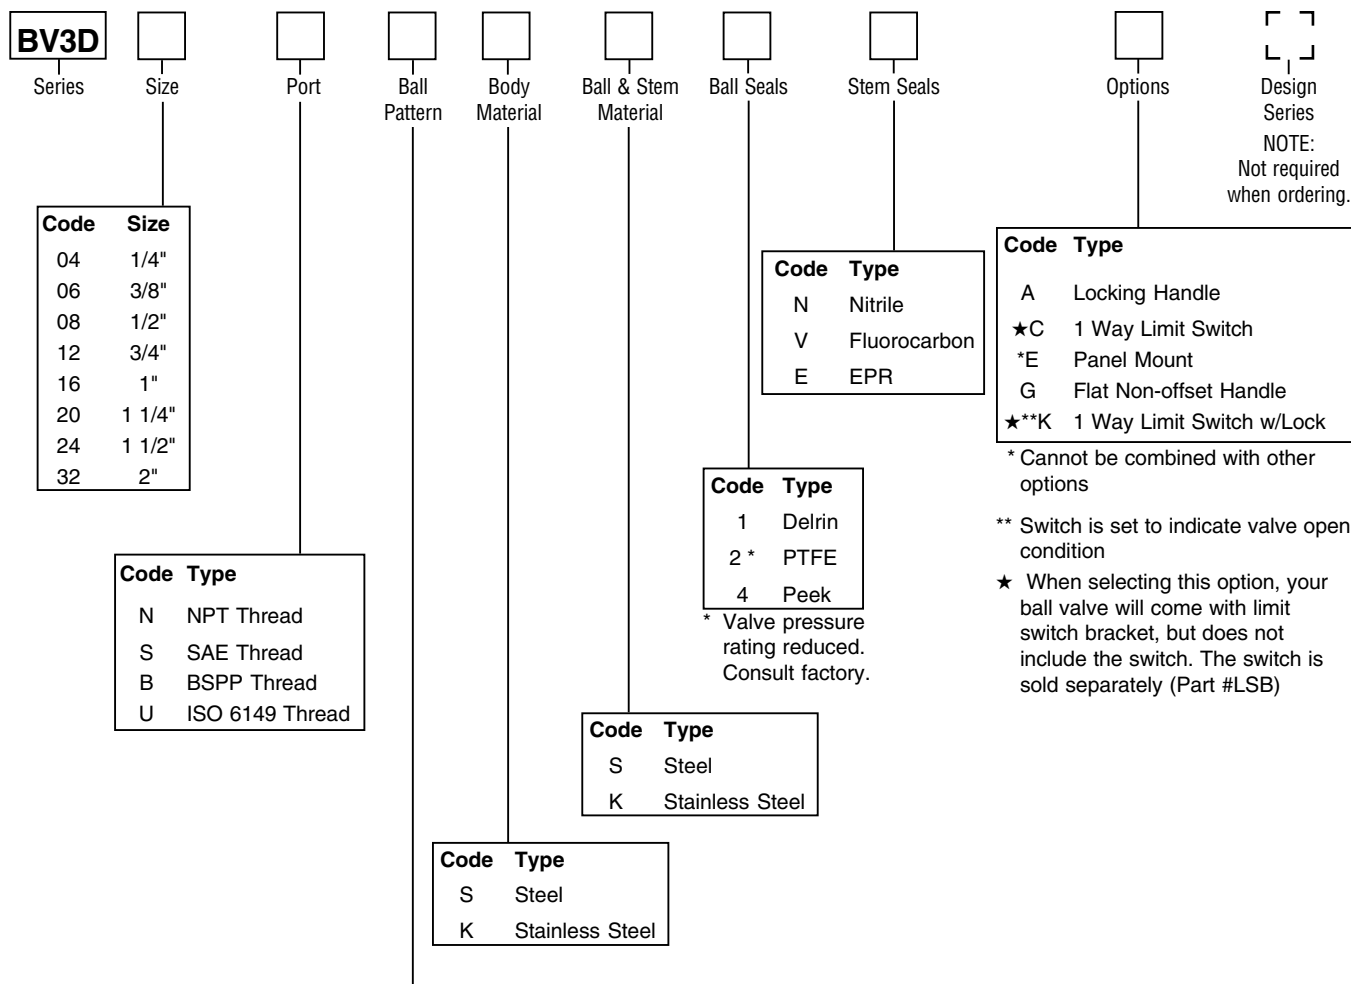 BV3D
Series
Size
Port
Ball
Pattern
Body
Material
Ball & Stem
Material
Ball Seals
Stem Seals
Options
Design
Series
NOTE:
Not required
when ordering.
Code Size
04 1/4"
06 3/8"
08 1/2"
12 3/4"
16 1"
20 1 1/4"
24 1 1/2"
32 2"
Code Type
N NPT Thread
S SAE Thread
B BSPP Thread
U ISO 6149 Thread
Code Type
S Steel
K Stainless Steel
Code Type
S Steel
K Stainless Steel
Code Type
1 Delrin
2 * PTFE
4 Peek
* Valve pressure
rating reduced.
Consult factory.
Code Type
N Nitrile
V Fluorocarbon
E EPR
Code Type
A Locking Handle
★C 1 Way Limit Switch
*E Panel Mount
G Flat Non-offset Handle
★**K 1 Way Limit Switch w/Lock
* Cannot be combined with other
options
** Switch is set to indicate valve open
condition
★ When selecting this option, your
ball valve will come with limit
switch bracket, but does not
include the switch. The switch is
sold separately (Part #LSB)